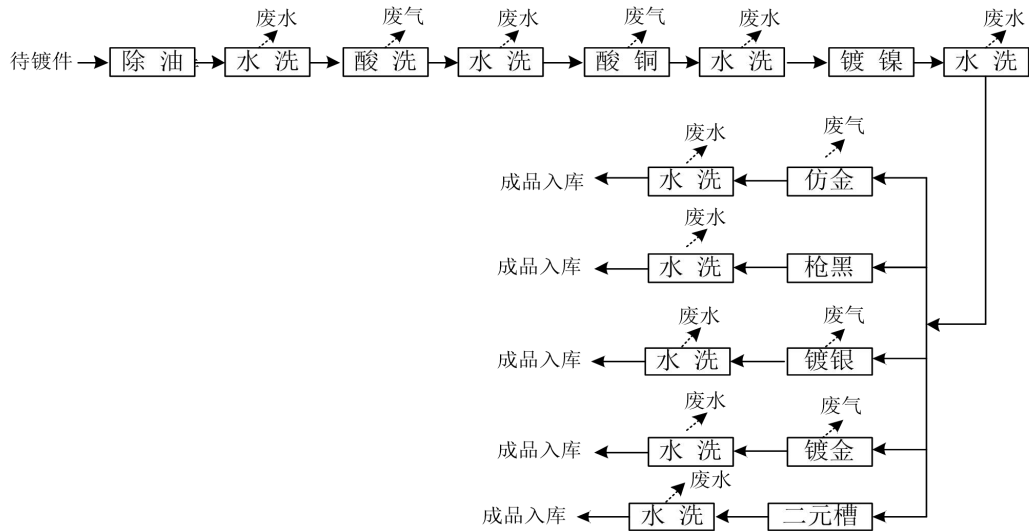 废水 废气 废水 废气 废水 废水
待镀件 除油 水洗 酸洗 水洗 酸铜 水洗 镀镍 水洗
废水 废气
成品入库 水洗 仿金
废水
成品入库 水洗 枪黑
废水 废气
成品入库 水洗 镀银
废水 废气
成品入库 水洗 镀金
废水
成品入库 水洗 二元槽